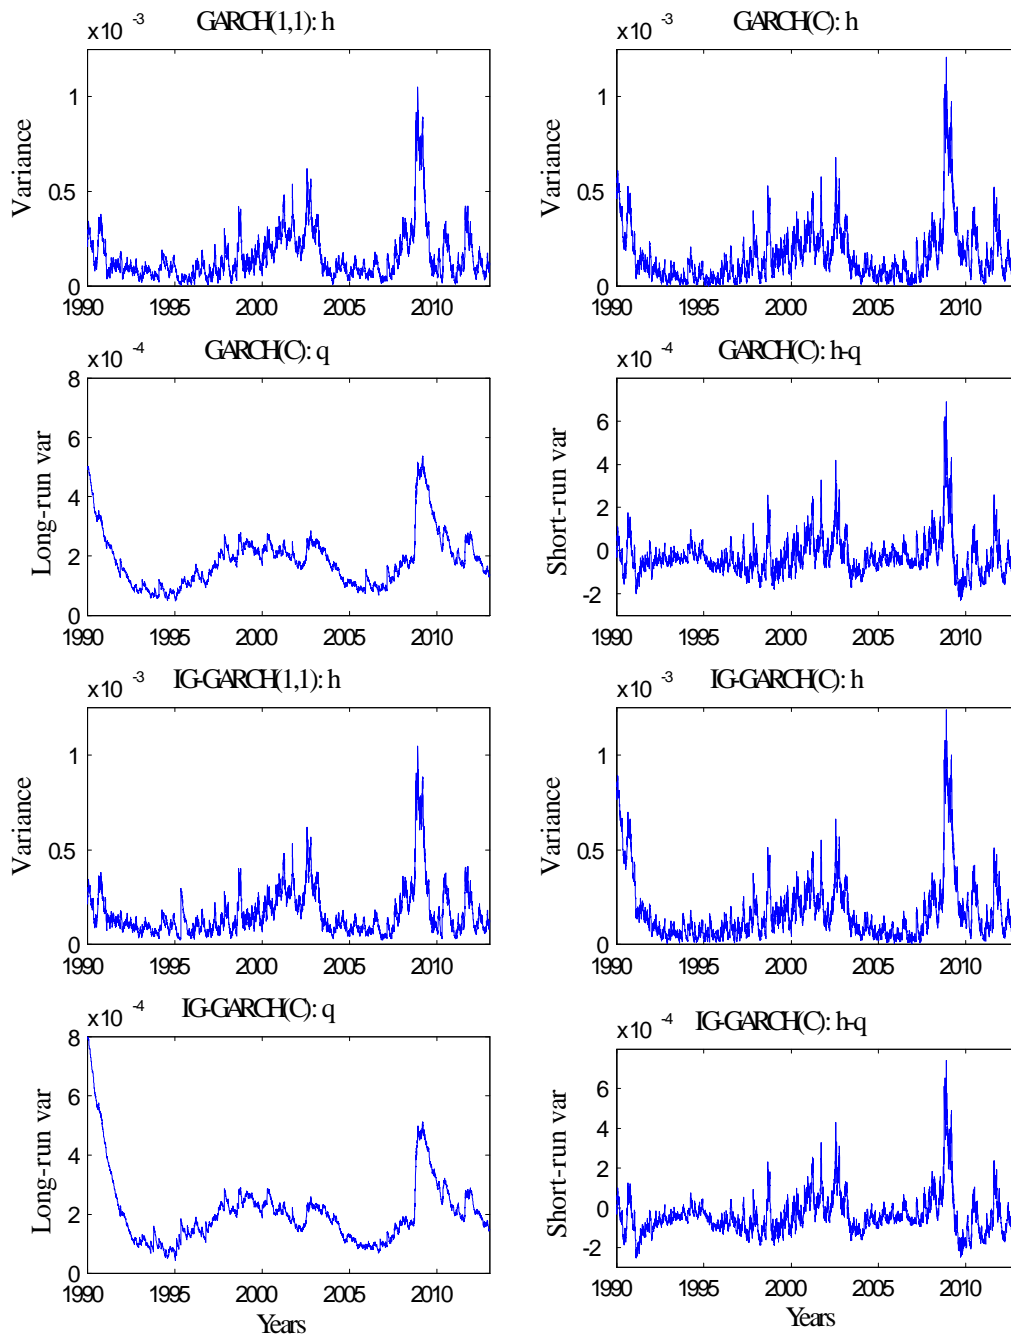 x10 -3 GARCH(1,1): h
1
0.5
0
Variance
1990 1995 2000 2005 2010
x10 -3 GARCH(C): h
1
0.5
0
Variance
1990 1995 2000 2005 2010
x10 -4 GARCH(C): q
8
6
4
2
0
Long-run var
1990 1995 2000 2005 2010
x10 -4 GARCH(C): h-q
6
4
2
0
-2
Short-run var
1990 1995 2000 2005 2010
x10 -3 IG-GARCH(1,1): h
1
0.5
0
Variance
1990 1995 2000 2005 2010
x10 -3 IG-GARCH(C): h
1
0.5
0
Variance
1990 1995 2000 2005 2010
x10 -4 IG-GARCH(C): q
8
6
4
2
0
Long-run var
1990 1995 2000 2005 2010
Years
x10 -4 IG-GARCH(C): h-q
6
4
2
0
-2
Short-run var
1990 1995 2000 2005 2010
Years